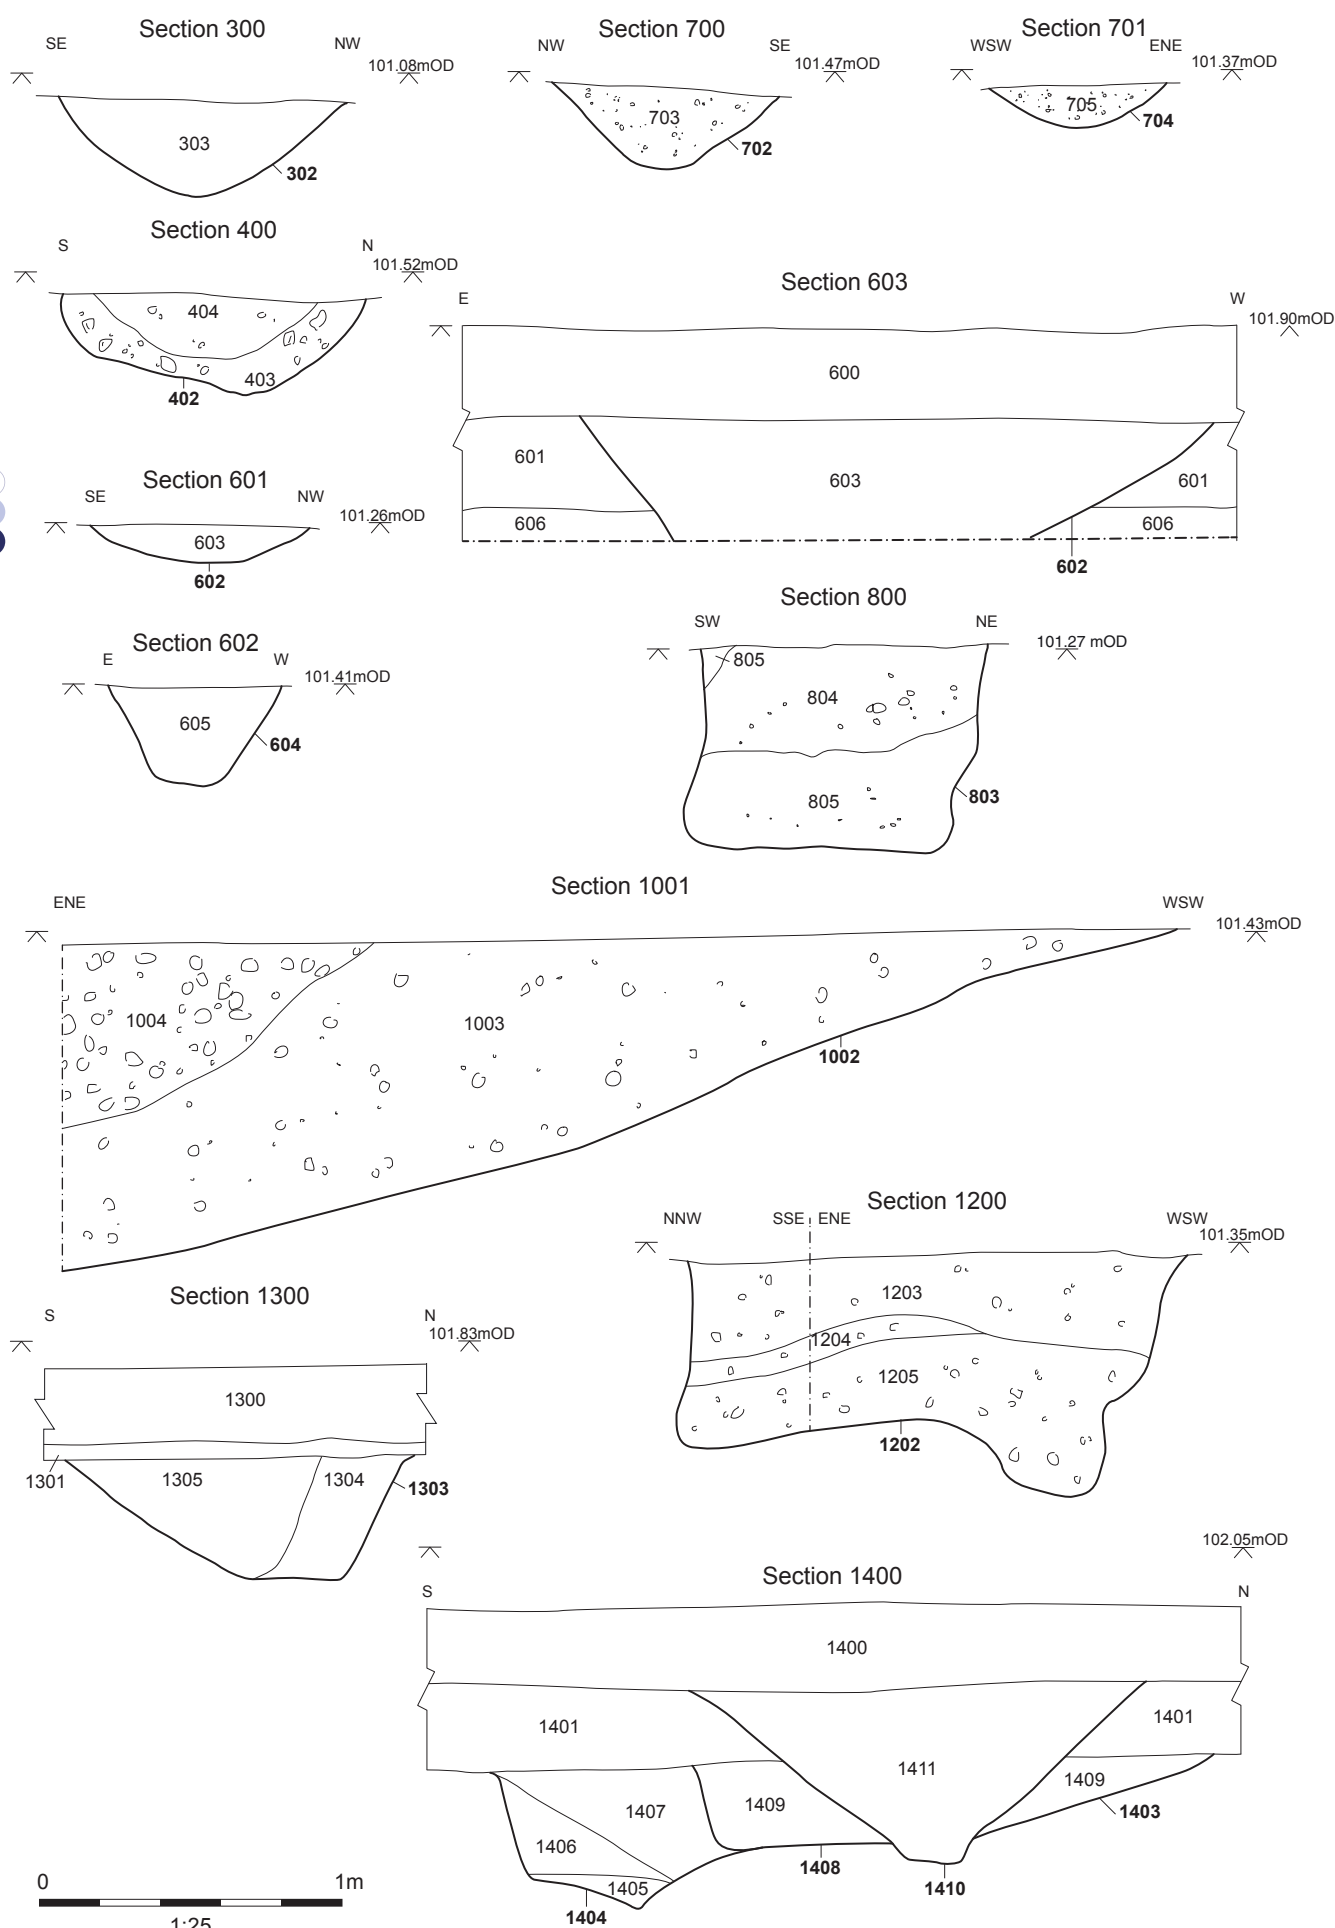 Section 300
SE NW
101.08mOD
303
302
Section 700
NW SE
101.47mOD
703
702
Section 701
WSW ENE
101.37mOD
705
704
Section 400
S N
101.52mOD
404
403
402
Section 603
E W
101.90mOD
600
601
603
601
606
606
602
Section 601
SE NW
101.26mOD
603
602
Section 602
E W
101.41mOD
605
604
Section 800
SW NE
101.27 mOD
805
804
805
803
Section 1001
ENE WSW
101.43mOD
1004
1003
1002
Section 1200
NNW SSE ENE WSW
101.35mOD
1203
1204
1205
1202
Section 1300
S N
101.83mOD
1300
1301
1305
1304
1303
102.05mOD
Section 1400
S N
1400
1401
1401
1411
1409
1407
1409
1403
1406
1405
1408
1410
1404
0 1m
1:25